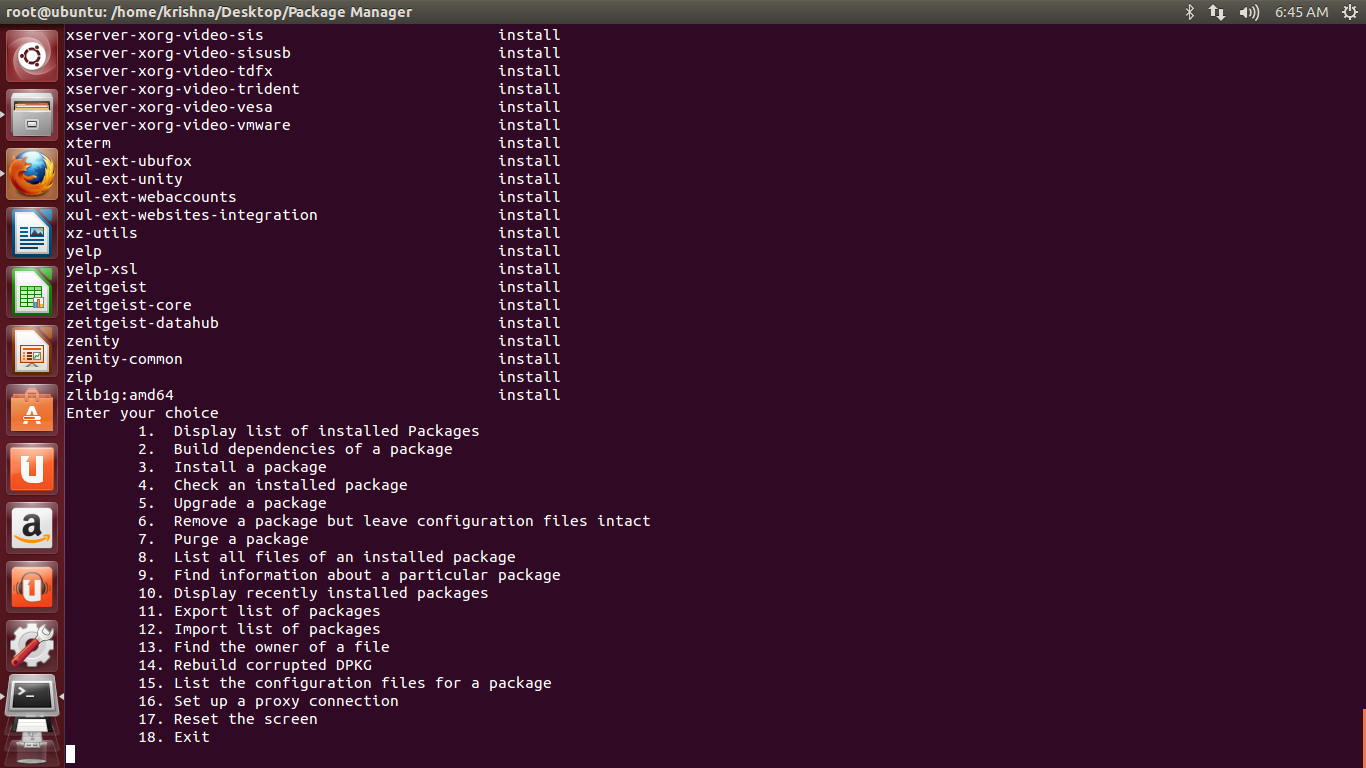 root@ubuntu: /home/krishna/Desktop/Package Manager 6:45 AM
xserver-xorg-video-sis install
xserver-xorg-video-sisusb install
xserver-xorg-video-tdfx install
xserver-xorg-video-trident install
xserver-xorg-video-vesa install
xserver-xorg-video-vmware install
xterm install
xul-ext-ubufox install
xul-ext-unity install
xul-ext-webaccounts install
xul-ext-websites-integration install
xz-utils install
yelp install
yelp-xsl install
zeitgeist install
zeitgeist-core install
zeitgeist-datahub install
zenity install
zenity-common install
zip install
zlib1g:amd64 install
Enter your choice
1. Display list of installed Packages
2. Build dependencies of a package
3. Install a package
4. Check an installed package
5. Upgrade a package
6. Remove a package but leave configuration files intact
7. Purge a package
8. List all files of an installed package
9. Find information about a particular package
10. Display recently installed packages
11. Export list of packages
12. Import list of packages
13. Find the owner of a file
14. Rebuild corrupted DPKG
15. List the configuration files for a package
16. Set up a proxy connection
17. Reset the screen
18. Exit